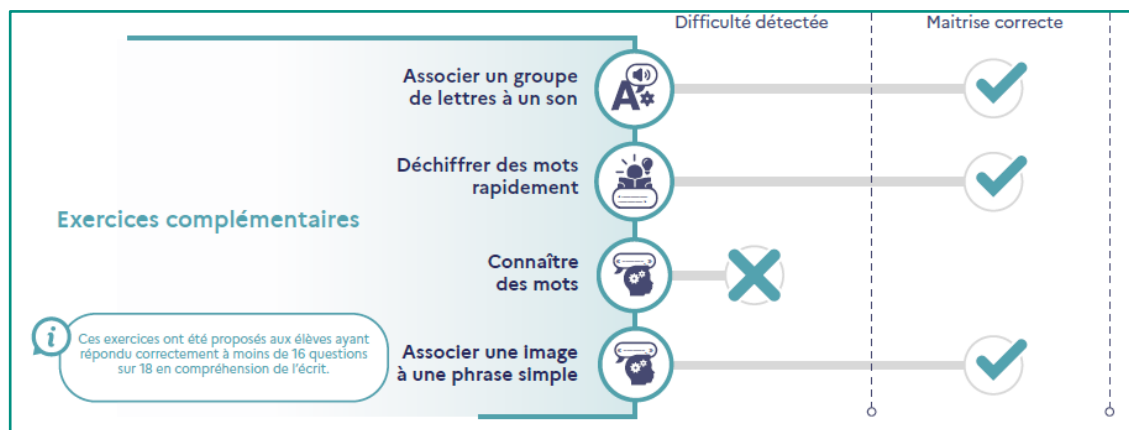 Difficulté détectée
Maitrise correcte
Associer un groupe
de lettres à un son
Déchiffrer des mots
rapidement
Exercices complémentaires
Connaître
des mots
Ces exercices ont été proposés aux élèves ayant
répondu correctement à moins de 16 questions
sur 18 en compréhension de l'écrit.
Associer une image
à une phrase simple